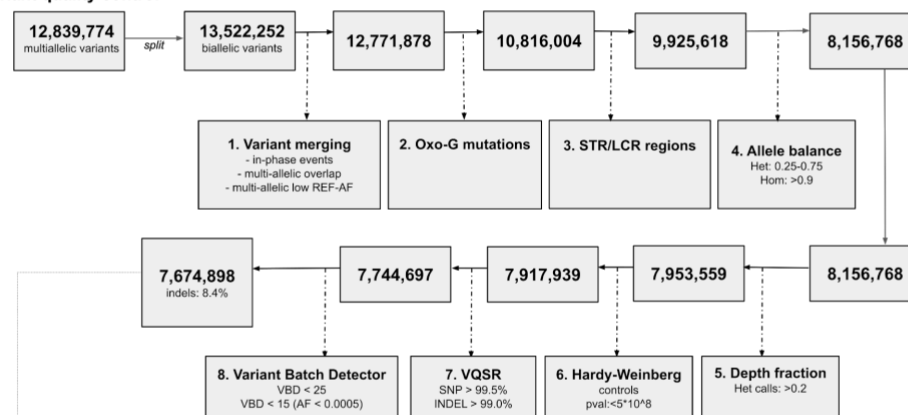 12,839,774
multiallelic variants
split
13,522,252
biallelic variants
12,771,878
10,816,004
9,925,618
8,156,768
1. Variant merging
- in-phase events
- multi-allelic overlap
- multi-allelic low REF-AF
2. Oxo-G mutations
3. STR/LCR regions
4. Allele balance
Het: 0.25-0.75
Hom: >0.9
7,674,898
indels: 8.4%
7,744,697
7,917,939
7,953,559
8,156,768
8. Variant Batch Detector
VBD < 25
VBD < 15 (AF < 0.0005)
7. VQSR
SNP > 99.5%
INDEL > 99.0%
6. Hardy-Weinberg
controls
pval:<5*10^8
5. Depth fraction
Het calls: >0.2